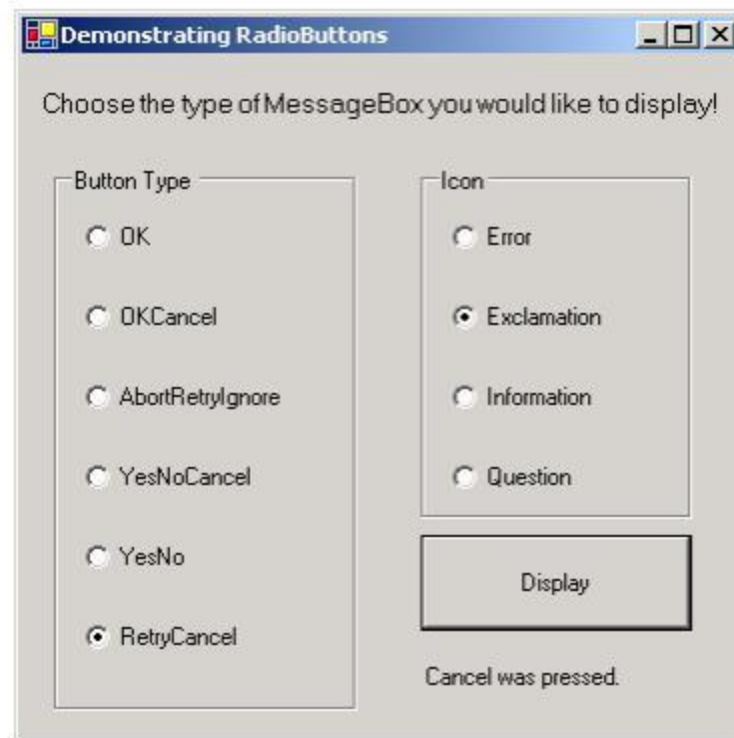 Demonstrating RadioButtons
Choose the type of MessageBox you would like to display!
Button Type
OK
OKCancel
AbortRetryIgnore
YesNoCancel
YesNo
RetryCancel
Icon
Error
Exclamation
Information
Question
Display
Cancel was pressed.